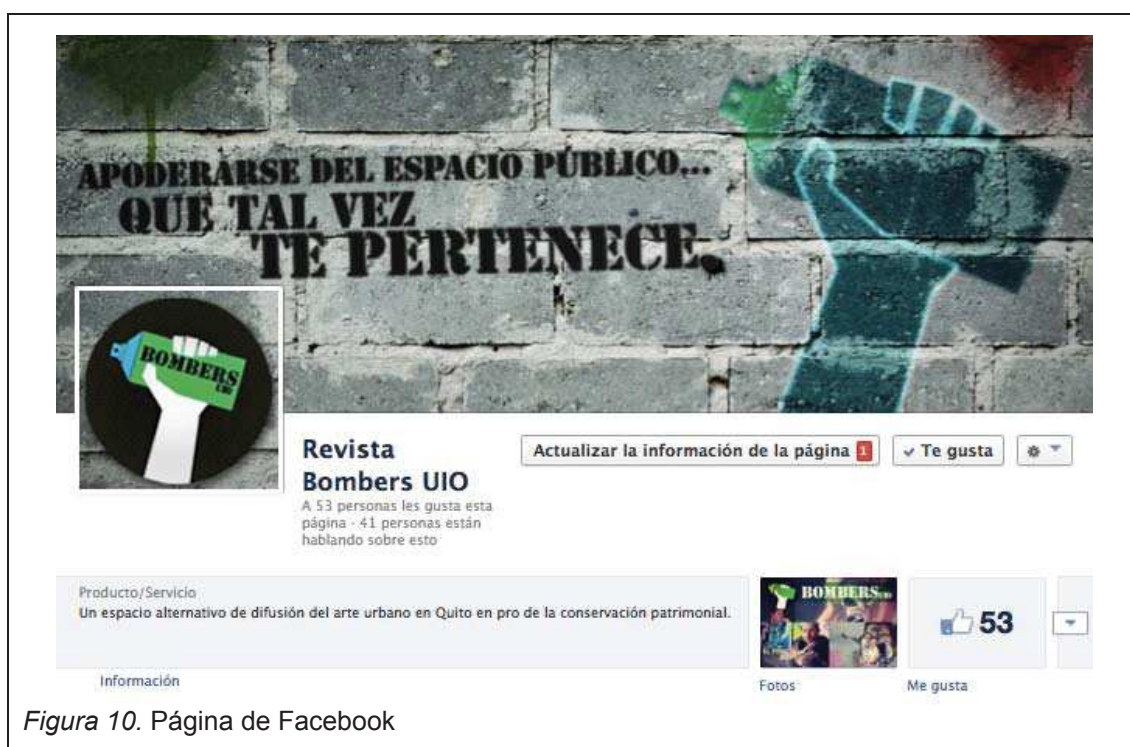 APODERARSE DEL ESPACIO PÚBLICO...
QUE TAL VEZ
TE PERTENECE.
BOMBERS
UIO
Revista
Bombers UIO
A 53 personas les gusta esta
página · 41 personas están
hablando sobre esto
Actualizar la información de la página 1
Te gusta
Producto/Servicio
Un espacio alternativo de difusión del arte urbano en Quito en pro de la conservación patrimonial.
BOMBERS UIO
53
Información
Fotos
Me gusta
Figura 10. Página de Facebook